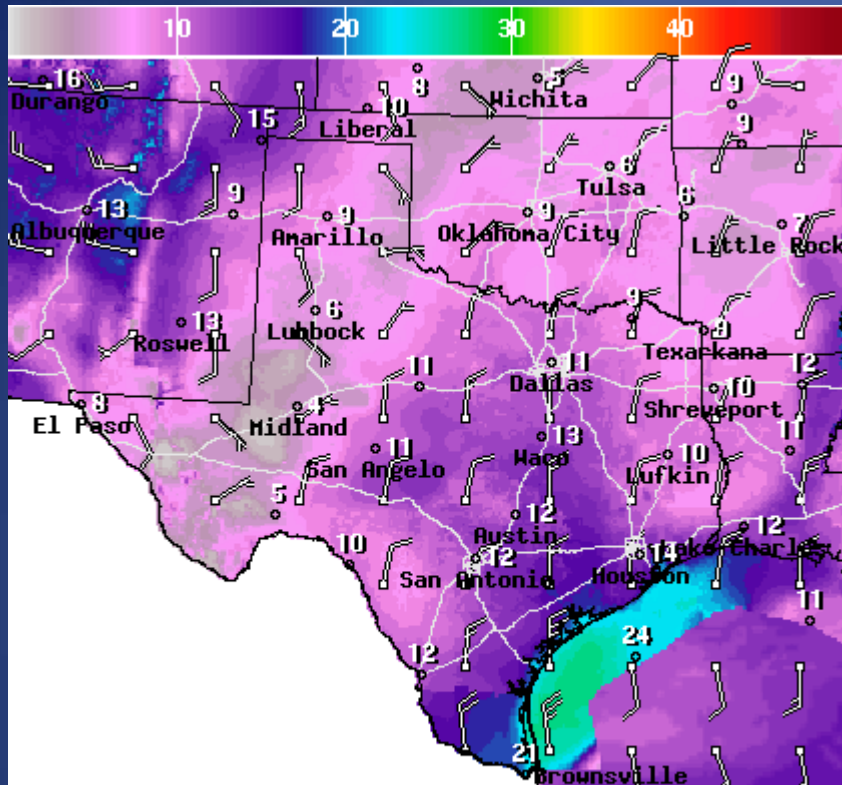 10 20 30 40
16 8 5
Durango Wichita
10 9
Liberal
15 9
6
Tulsa
13 9 9 9 6 7
Albuquerque Amarillo Oklahoma City Little Rock
6 9
13 Lubbock 9
Roswell Texarkana
11 11 12
Dallas
8 4 10
El Paso Midland Shreveport
11 13 10 11
San Angelo Waco Lufkin
5 12 12
Austin
10 12 14 Lake Charles
San Antonio Houston
11
24
12
21
Brownsville